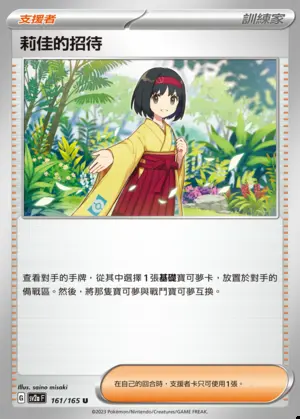 支援者 訓練家
莉佳的招待
查看對手的手牌，從其中選擇1張基礎寶可夢卡，放置於對手的
備戰區。然後，將那隻寶可夢與戰鬥寶可夢互換。
Illus. saino misaki
G sv2a F 161/165 U
在自己的回合時，支援者卡只可使用1張。
©2023 Pokémon/Nintendo/Creatures/GAME FREAK.